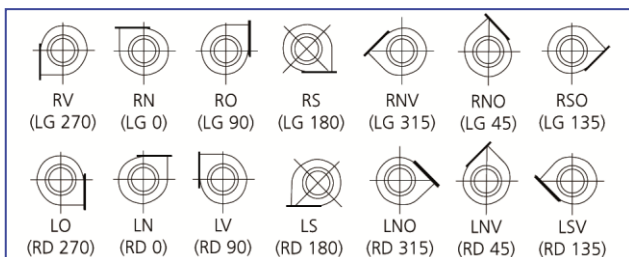 RV RN RO RS RNV RNO RSO
(LG 270) (LG 0) (LG 90) (LG 180) (LG 315) (LG 45) (LG 135)
LO LN LV LS LNO LNV LSV
(RD 270) (RD 0) (RD 90) (RD 180) (RD 315) (RD 45) (RD 135)